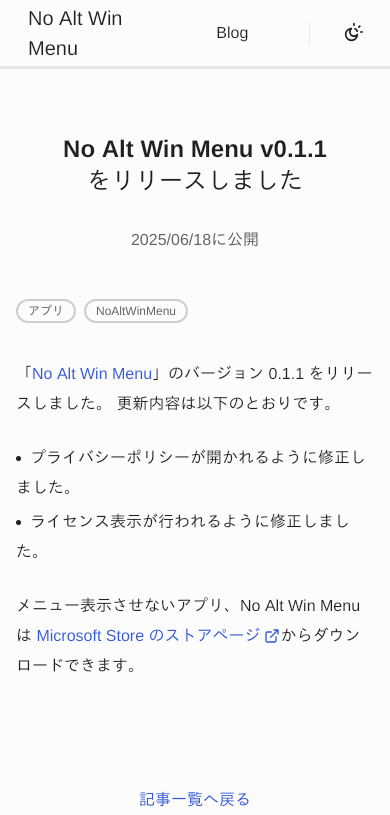 No Alt Win
Menu
Blog
No Alt Win Menu v0.1.1
をリリースしました
2025/06/18に公開
アプリ
NoAltWinMenu
「No Alt Win Menu」のバージョン 0.1.1 をリリー
スしました。 更新内容は以下のとおりです。
• プライバシーポリシーが開かれるように修正し
ました。
• ライセンス表示が行われるように修正しまし
た。
メニュー表示させないアプリ、No Alt Win Menu
は Microsoft Store のストアページからダウン
ロードできます。
記事一覧へ戻る